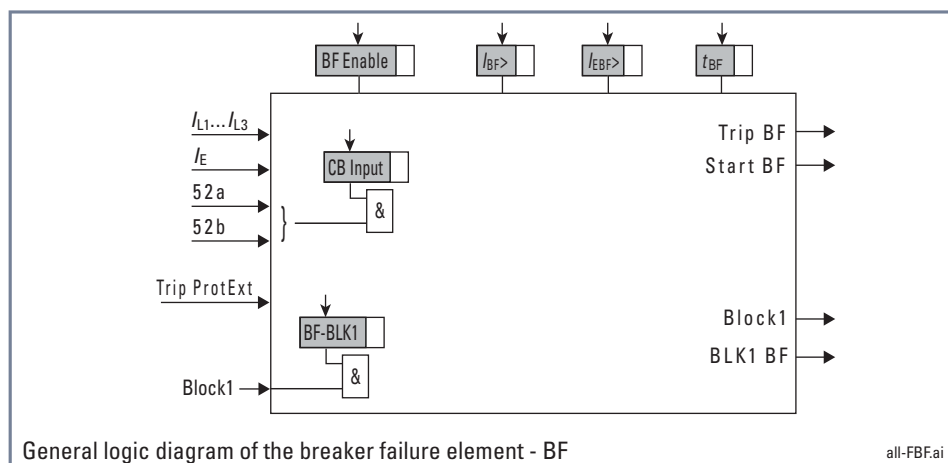 BF Enable
IBF>
IEBF>
tBF
IL1...IL3
IE
52a
52b
}
CB Input
&
Trip ProtExt
BF-BLK1
&
Block1
Trip BF
Start BF
Block1
BLK1 BF
General logic diagram of the breaker failure element - BF
all-FBF.ai